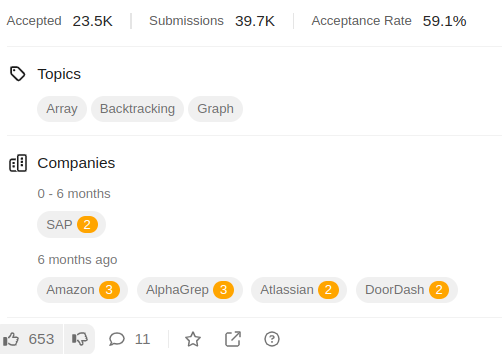 Accepted 23.5K Submissions 39.7K Acceptance Rate 59.1%
Topics
Array Backtracking Graph
Companies
0 - 6 months
SAP 2
6 months ago
Amazon 3 AlphaGrep 3 Atlassian 2 DoorDash 2
653 11